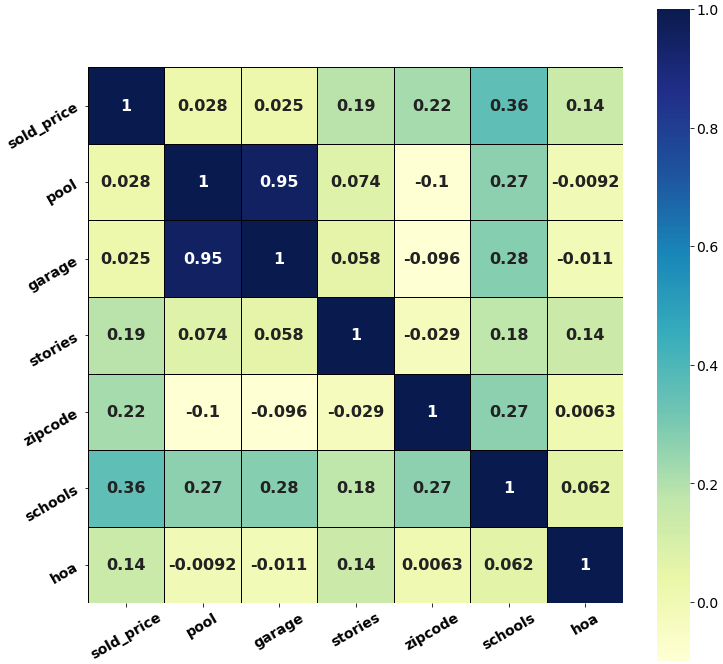 1.0
sold_price 1 0.028 0.025 0.19 0.22 0.36 0.14
0.8
pool 0.028 1 0.95 0.074 -0.1 0.27 -0.0092
0.6
garage 0.025 0.95 1 0.058 -0.096 0.28 -0.011
stories 0.19 0.074 0.058 1 -0.029 0.18 0.14
0.4
zipcode 0.22 -0.1 -0.096 -0.029 1 0.27 0.0063
0.2
schools 0.36 0.27 0.28 0.18 0.27 1 0.062
hoa 0.14 -0.0092 -0.011 0.14 0.0063 0.062 1
0.0
sold_price pool garage stories zipcode schools hoa